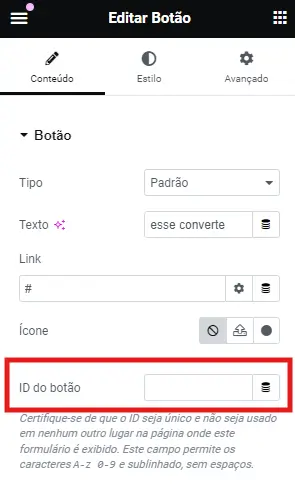 Editar Botão
Conteúdo Estilo Avançado
Botão
Tipo Padrão
Texto esse converte
Link
#
Ícone
ID do botão
Certifique-se de que o ID seja único e não seja usado
em nenhum outro lugar na página onde este
formulário é exibido. Este campo permite os
caracteres A-z 0-9 e sublinhado, sem espaços.